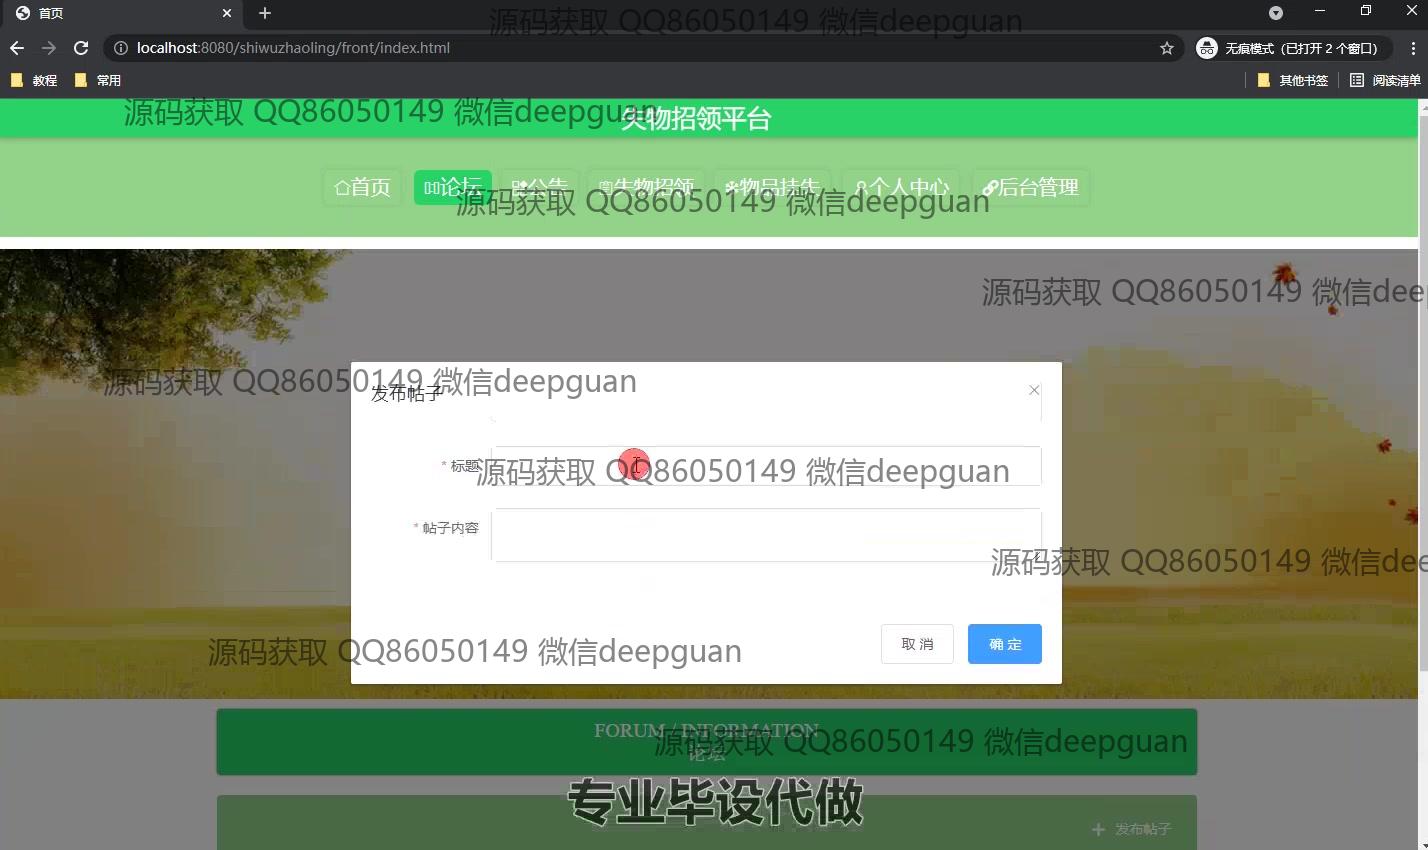 首页
源码获取 QQ86050149 微信deepguan
localhost:8080/shiwuzhaoling/front/index.html
无痕模式（已打开 2 个窗口）
教程
常用
其他书签
阅读清单
源码获取 QQ86050149 微信deepguan
失物招领平台
首页
论坛
公告
失物招领
物品挂失
个人中心
后台管理
源码获取 QQ86050149 微信deepguan
源码获取 QQ86050149 微信dee
源码获取 QQ86050149 微信deepguan
发布帖子
* 标题
源码获取 QQ86050149 微信deepguan
* 帖子内容
源码获取 QQ86050149 微信dee
源码获取 QQ86050149 微信deepguan
取 消
确 定
FORUM / INFORMATION
源码获取 QQ86050149 微信deepguan
论坛
专业毕设代做
发布帖子